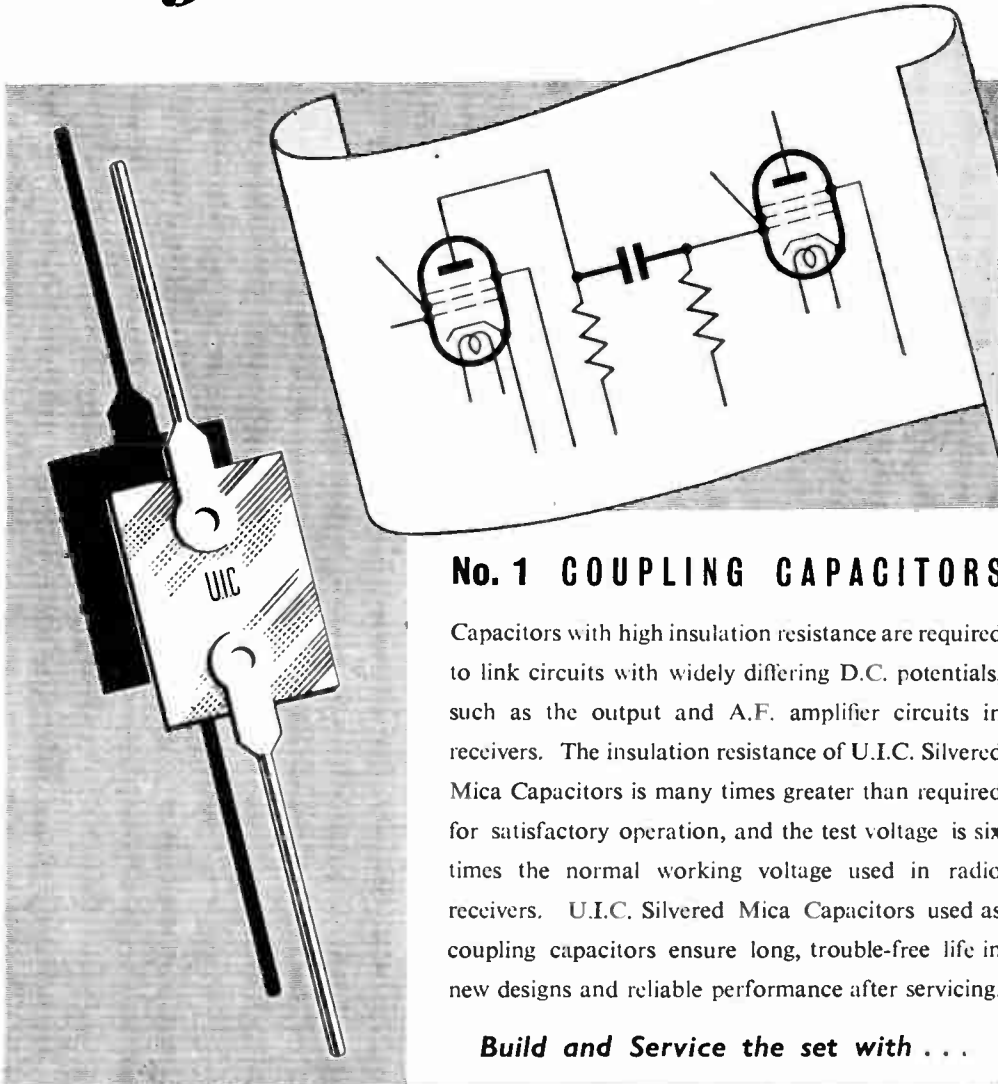 U.I.C
No. 1 COUPLING CAPACITORS
Capacitors with high insulation resistance are required
to link circuits with widely differing D.C. potentials,
such as the output and A.F. amplifier circuits in
receivers. The insulation resistance of U.I.C. Silvered
Mica Capacitors is many times greater than required
for satisfactory operation, and the test voltage is six
times the normal working voltage used in radio
receivers. U.I.C. Silvered Mica Capacitors used as
coupling capacitors ensure long, trouble-free life in
new designs and reliable performance after servicing.
Build and Service the set with . . .